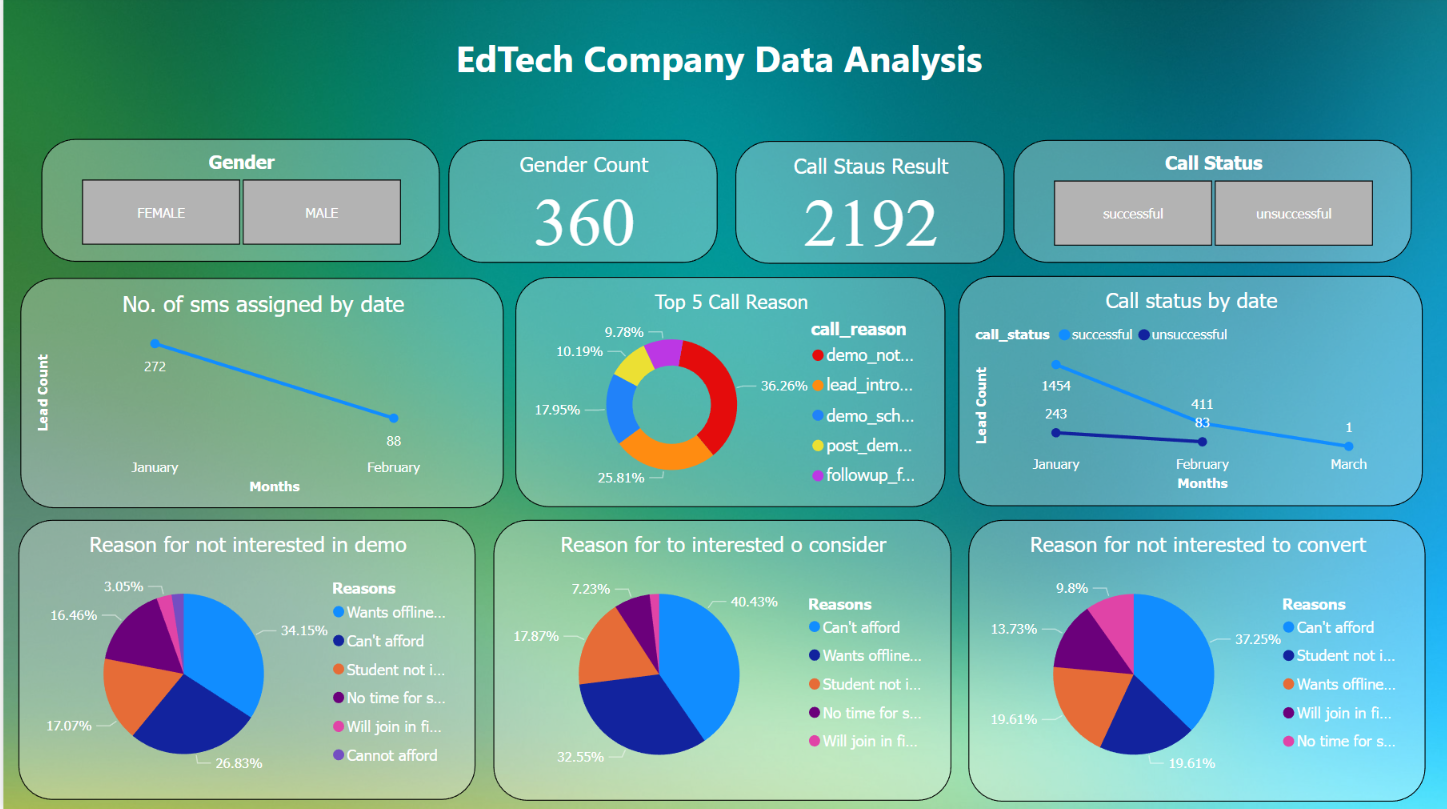 EdTech Company Data Analysis
Gender
FEMALE
MALE
Gender Count
360
Call Staus Result
2192
Call Status
successful
unsuccessful
No. of sms assigned by date
Lead Count
272
88
January
February
Months
Top 5 Call Reason
9.78%
10.19%
17.95%
25.81%
36.26%
call_reason
demo_not...
lead_intro...
demo_sch...
post_dem...
followup_f...
Call status by date
call_status successful unsuccessful
Lead Count
1454
243
411
83
1
January
February
March
Months
Reason for not interested in demo
3.05%
16.46%
17.07%
26.83%
34.15%
Reasons
Wants offline...
Can't afford
Student not i...
No time for s...
Will join in fi...
Cannot afford
Reason for to interested o consider
7.23%
17.87%
32.55%
40.43%
Reasons
Can't afford
Wants offline...
Student not i...
No time for s...
Will join in fi...
Reason for not interested to convert
9.8%
13.73%
19.61%
19.61%
37.25%
Reasons
Can't afford
Student not i...
Wants offline...
Will join in fi...
No time for s...